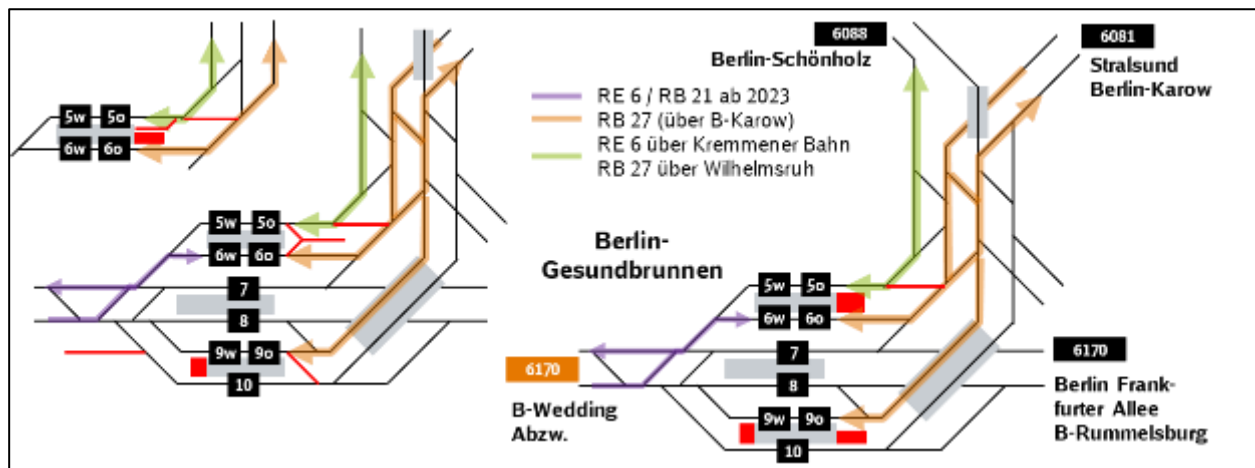 5w 5o
6w 6o
5w 5o
6w 6o
7
8
9w 9o
10
6088
Berlin-Schönholz
6081
Stralsund
Berlin-Karow
RE 6 / RB 21 ab 2023
RB 27 (über B-Karow)
RE 6 über Kremmener Bahn
RB 27 über Wilhelmsruh
Berlin-
Gesundbrunnen
5w 5o
6w 6o
7
8
9w 9o
10
6170
B-Wedding
Abzw.
6170
Berlin Frank-
furter Allee
B-Rummelsburg